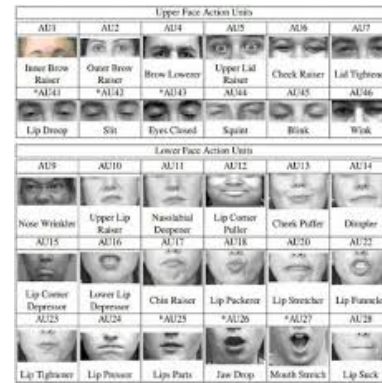 Upper Face Action Units
AU1 AU2 AU4 AU5 AU6 AU7
Inner Brow Raiser Outer Brow Raiser Brow Lowerer Upper Lid Raiser Cheek Raiser Lid Tightener
*AU41 *AU42 *AU43 AU44 AU45 AU46
Lip Droop Slit Eyes Closed Squint Blink Wink
Lower Face Action Units
AU9 AU10 AU11 AU12 AU13 AU14
Nose Wrinkler Upper Lip Raiser Nasolabial Deepener Lip Corner Puller Cheek Puffer Dimpler
AU15 AU16 AU17 AU18 AU20 AU22
Lip Corner Depressor Lower Lip Depressor Chin Raiser Lip Puckerer Lip Stretcher Lip Funneler
AU23 AU24 *AU25 *AU26 *AU27 AU28
Lip Tightener Lip Pressor Lips Parts Jaw Drop Mouth Stretch Lip Suck